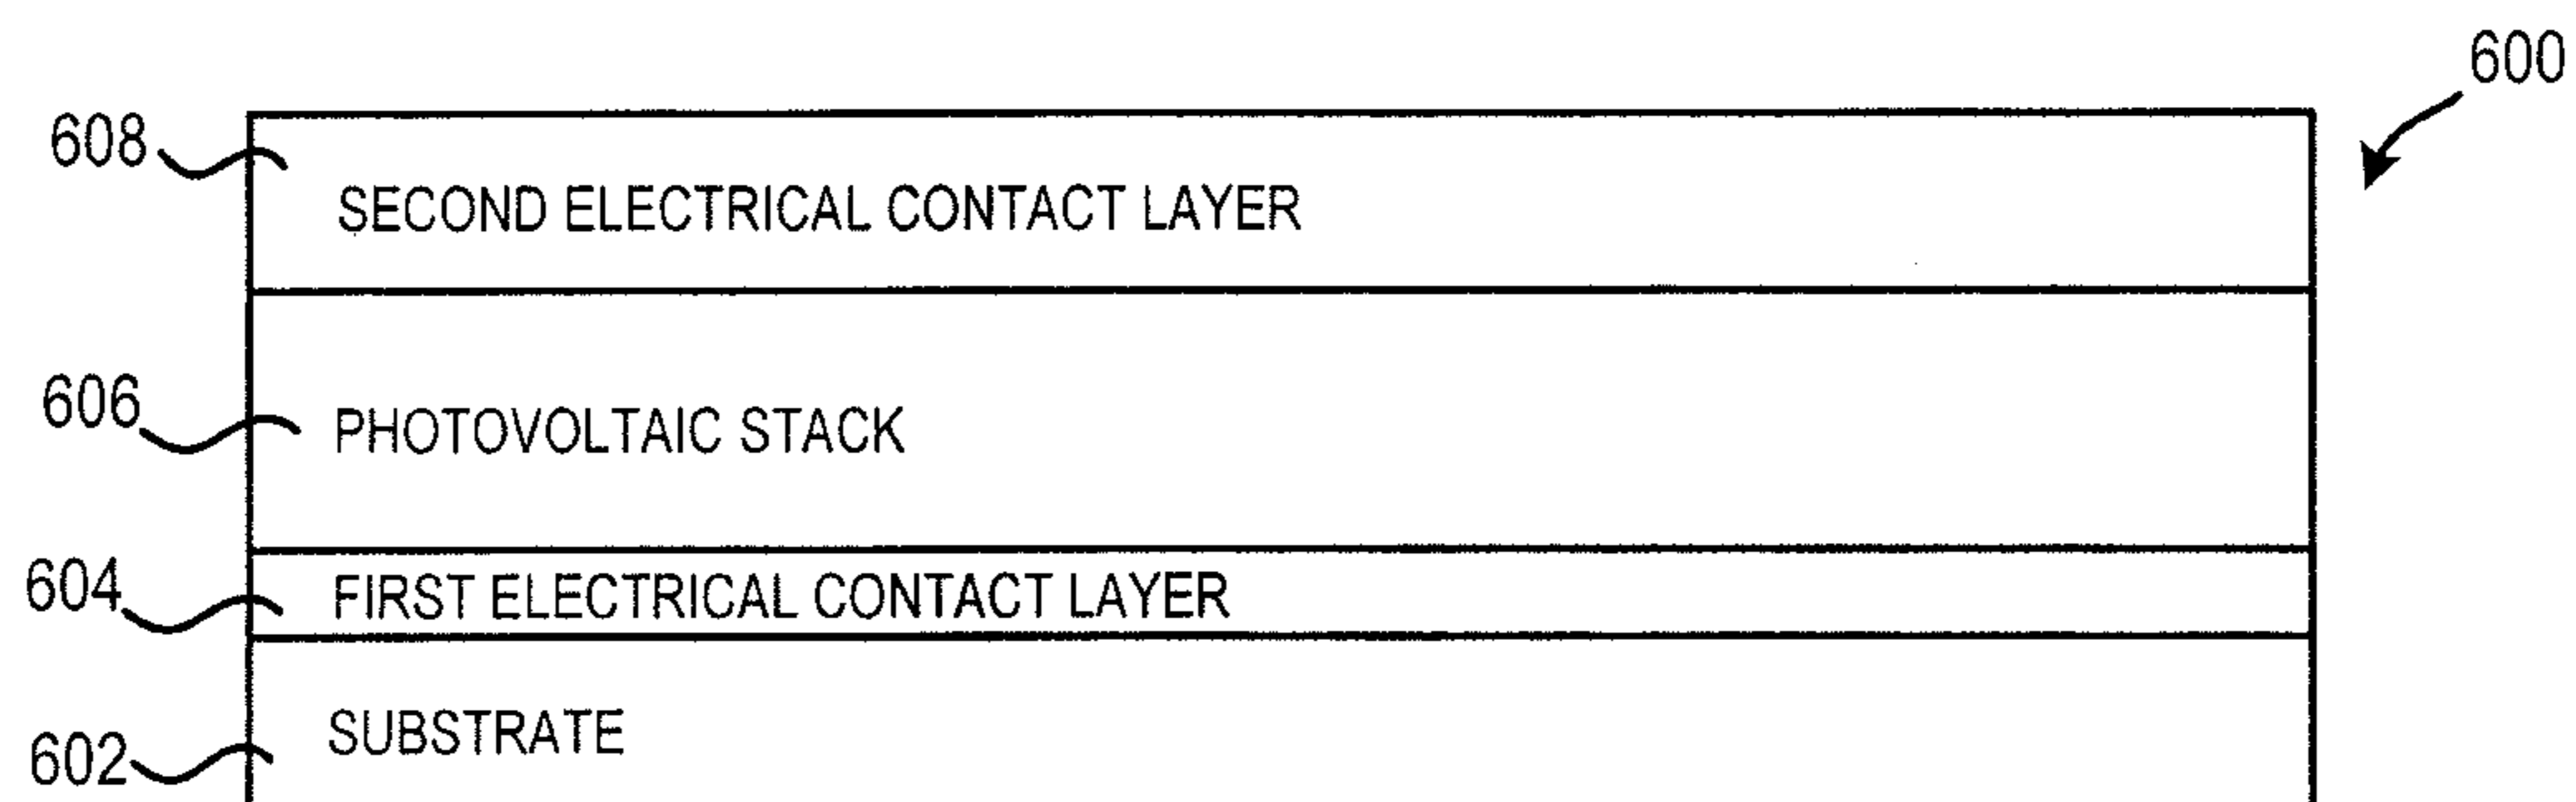 600
608
SECOND ELECTRICAL CONTACT LAYER
606
PHOTOVOLTAIC STACK
604
FIRST ELECTRICAL CONTACT LAYER
SUBSTRATE
602